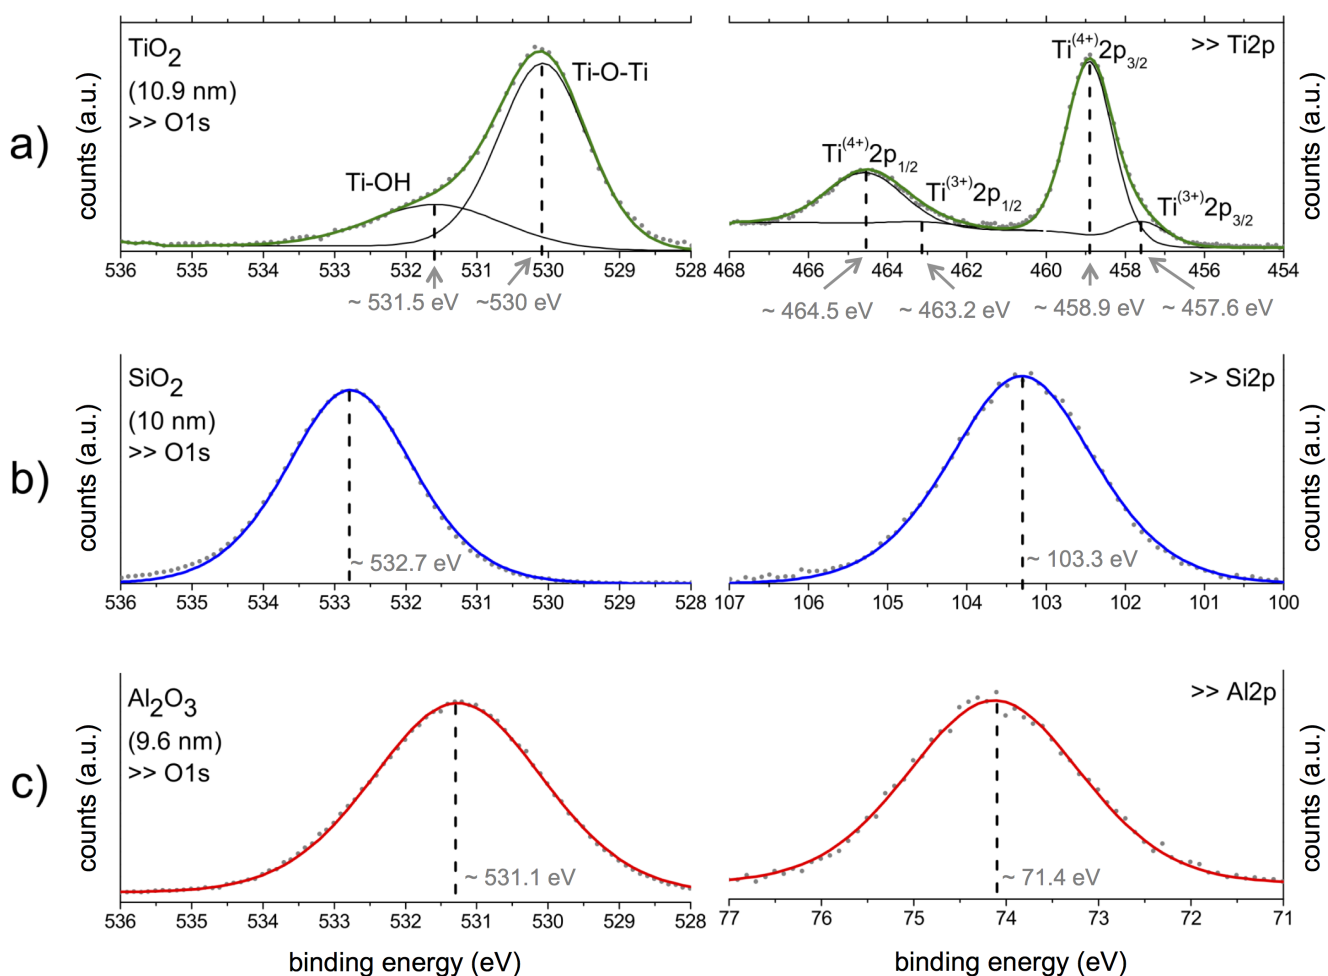 a)
counts (a.u.)
TiO2
(10.9 nm)
>> O1s
Ti-OH
Ti-O-Ti
536 535 534 533 532 531 530 529 528
~ 531.5 eV ~530 eV
>> Ti2p
Ti(4+)2p1/2
Ti(3+)2p1/2
Ti(4+)2p3/2
Ti(3+)2p3/2
counts (a.u.)
468 466 464 462 460 458 456 454
~ 464.5 eV ~ 463.2 eV ~ 458.9 eV ~ 457.6 eV
b)
counts (a.u.)
SiO2
(10 nm)
>> O1s
~ 532.7 eV
536 535 534 533 532 531 530 529 528
>> Si2p
~ 103.3 eV
counts (a.u.)
107 106 105 104 103 102 101 100
c)
counts (a.u.)
Al2O3
(9.6 nm)
>> O1s
~ 531.1 eV
536 535 534 533 532 531 530 529 528
binding energy (eV)
>> Al2p
~ 71.4 eV
counts (a.u.)
77 76 75 74 73 72 71
binding energy (eV)